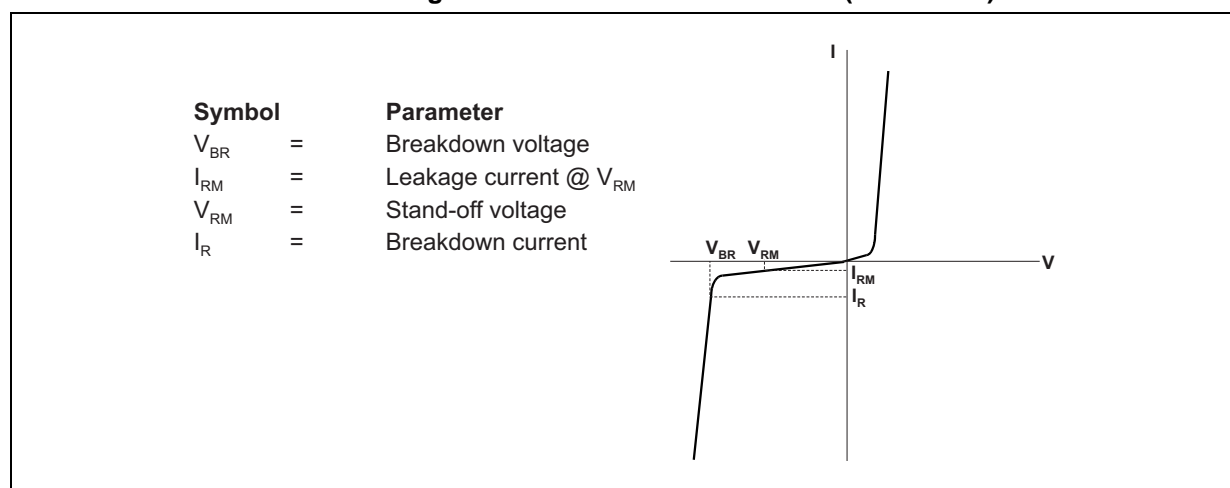 Symbol Parameter
V_BR = Breakdown voltage
I_RM = Leakage current @ V_RM
V_RM = Stand-off voltage
I_R = Breakdown current
I
V_BR V_RM
V
I_RM
I_R